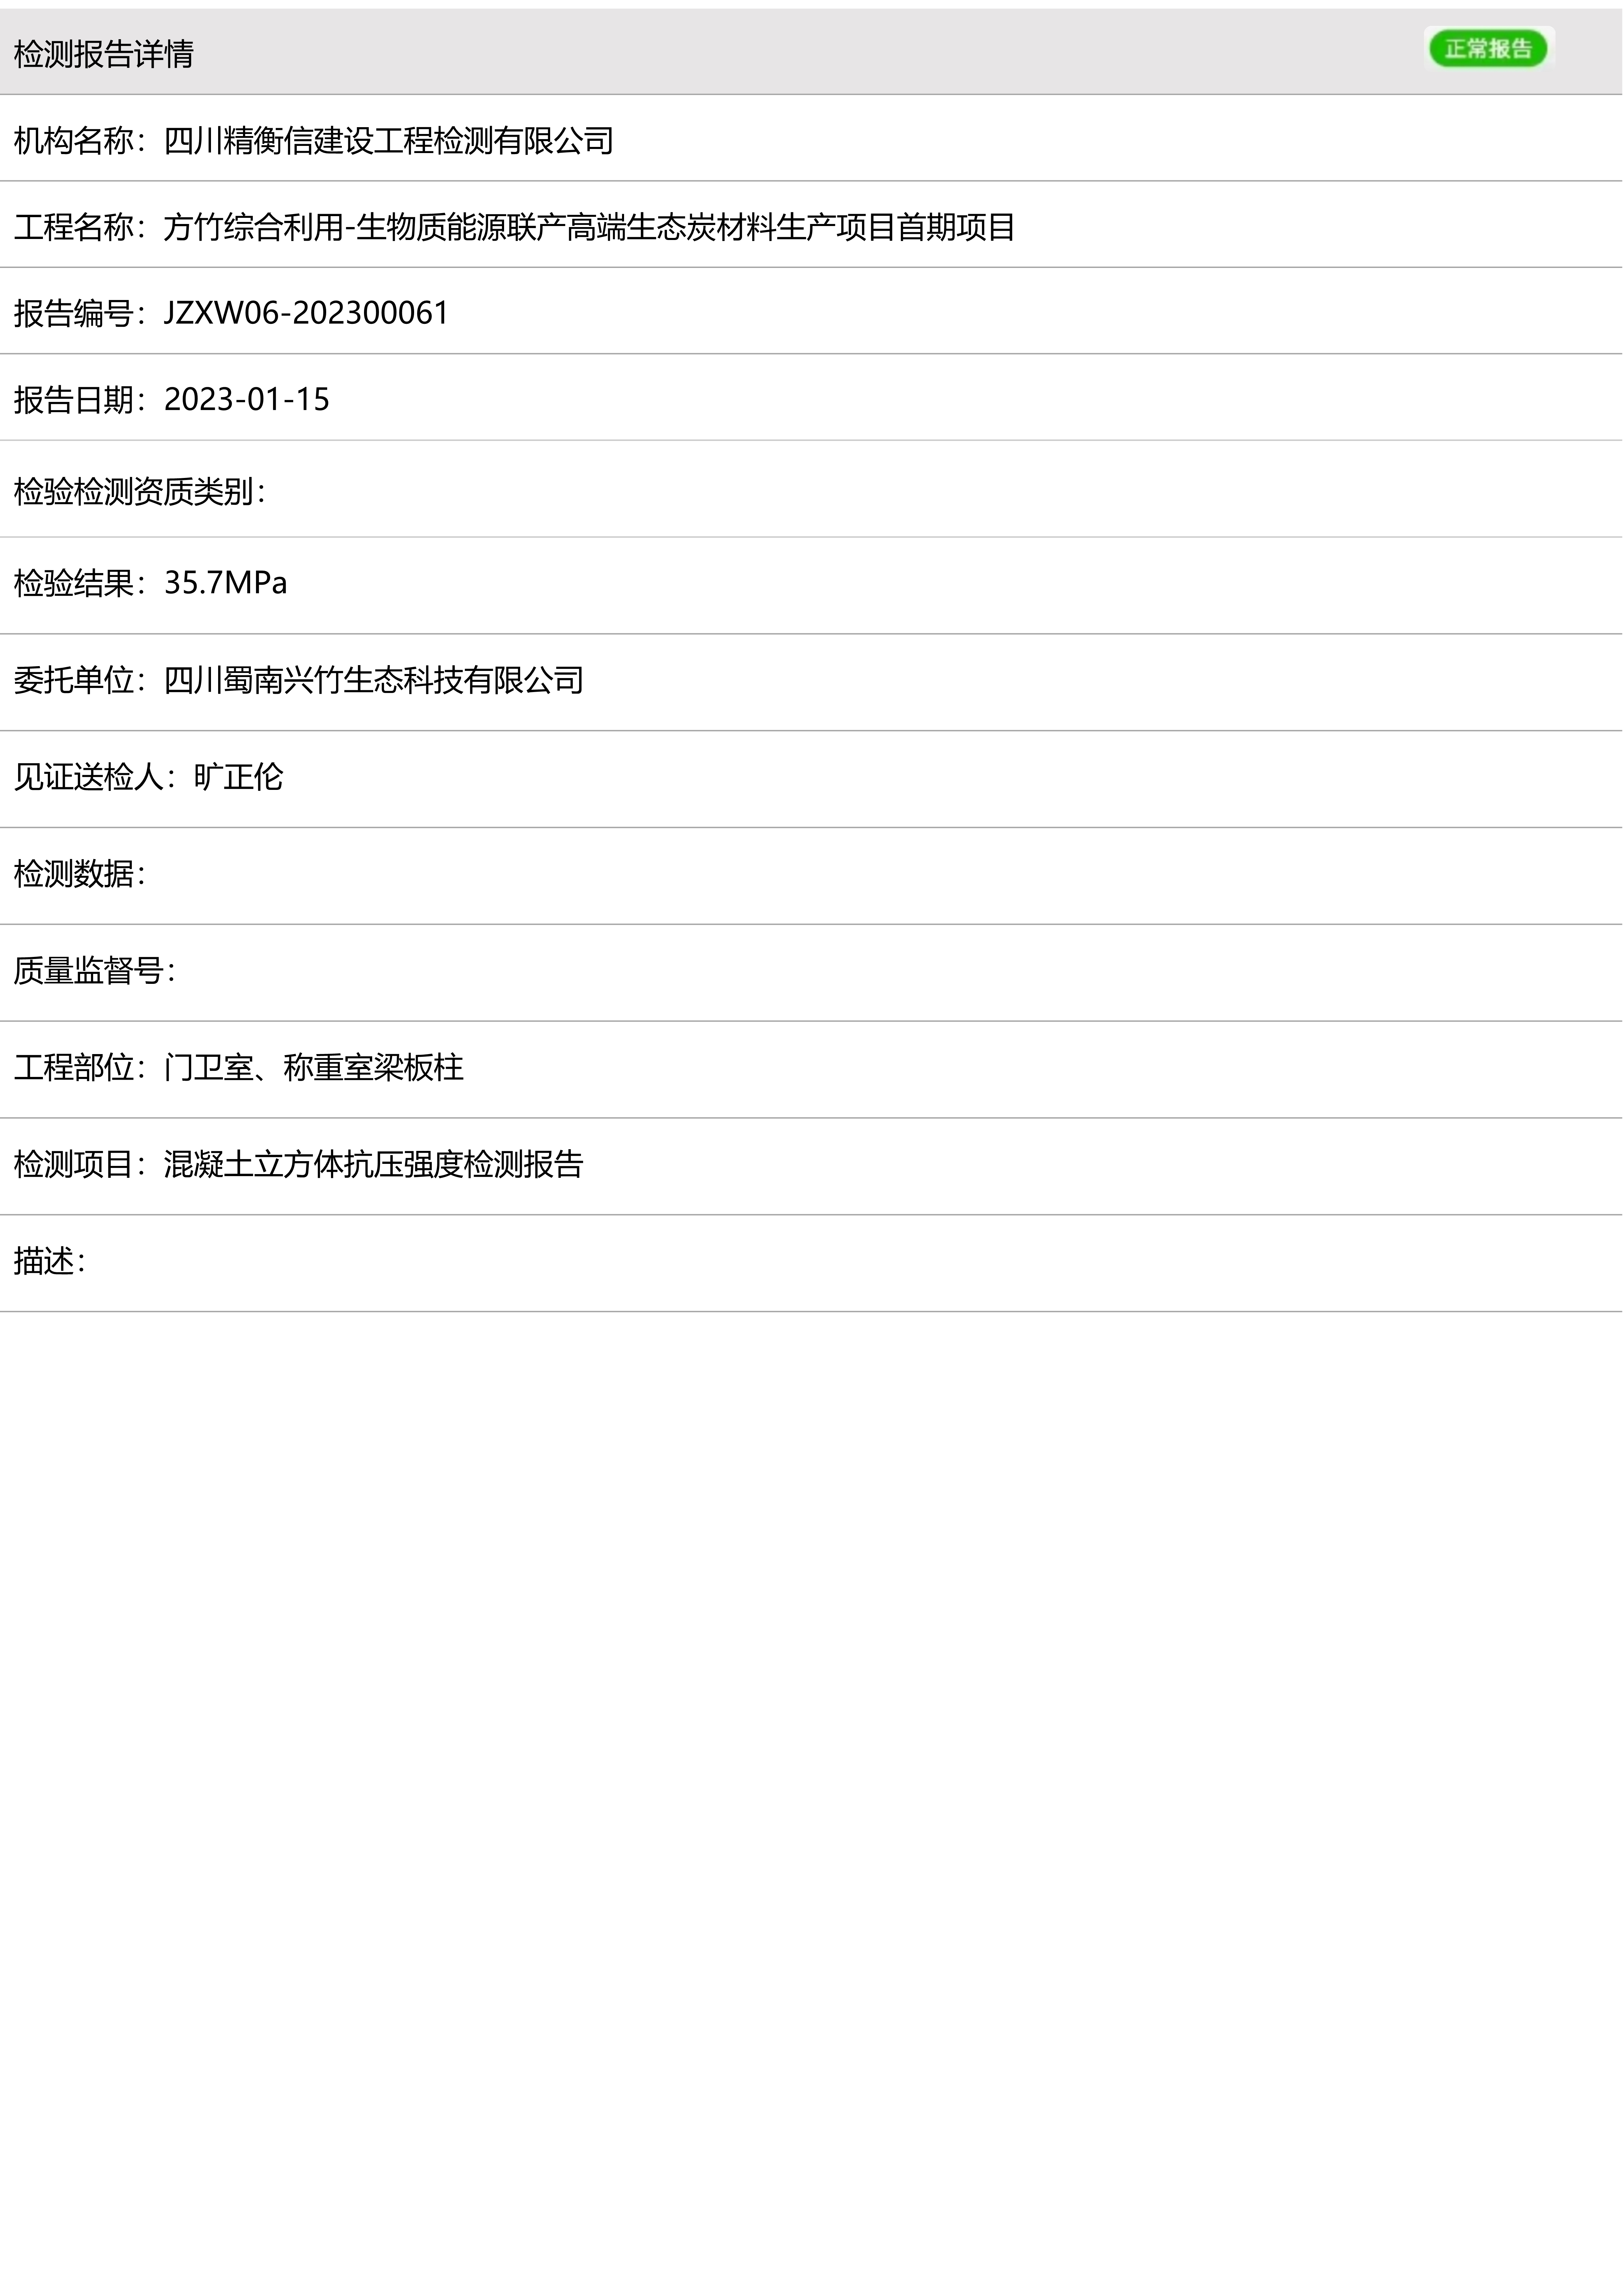 检测报告详情 正常报告
机构名称：四川精衡信建设工程检测有限公司
工程名称：方竹综合利用-生物质能源联产高端生态炭材料生产项目首期项目
报告编号：JZXW06-202300061
报告日期：2023-01-15
检验检测资质类别：
检验结果：35.7MPa
委托单位：四川蜀南兴竹生态科技有限公司
见证送检人：旷正伦
检测数据：
质量监督号：
工程部位：门卫室、称重室梁板柱
检测项目：混凝土立方体抗压强度检测报告
描述：